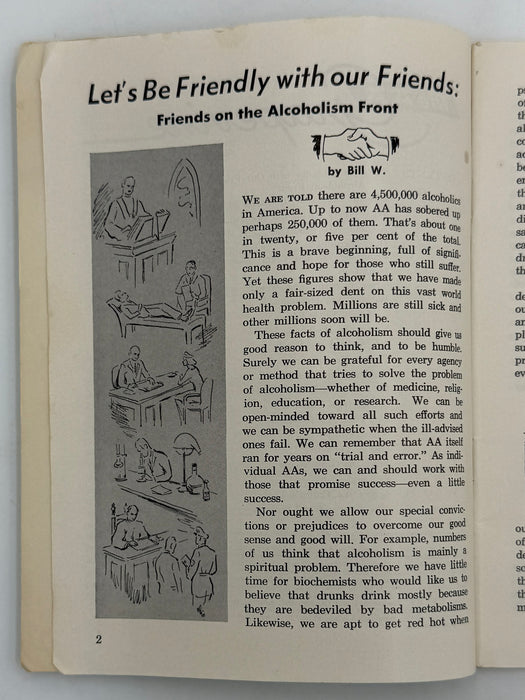 Let's Be Friendly with our Friends:
Friends on the Alcoholism Front
by Bill W.
WE ARE TOLD there are 4,500,000 alcoholics
in America. Up to now AA has sobered up
perhaps 250,000 of them. That's about one
in twenty, or five per cent of the total.
This is a brave beginning, full of signifi-
cance and hope for those who still suffer.
Yet these figures show that we have made
only a fair-sized dent on this vast world
health problem. Millions are still sick and
other millions soon will be.
These facts of alcoholism should give us
good reason to think, and to be humble.
Surely we can be grateful for every agency
or method that tries to solve the problem
of alcoholism—whether of medicine, relig-
ion, education, or research. We can be
open-minded toward all such efforts and
we can be sympathetic when the ill-advised
ones fail. We can remember that AA itself
ran for years on "trial and error." As indi-
vidual AAs, we can and should work with
those that promise success—even a little
success.
Nor ought we allow our special convic-
tions or prejudices to overcome our good
sense and good will. For example, numbers
of us think that alcoholism is mainly a
spiritual problem. Therefore we have little
time for biochemists who would like us to
believe that drunks drink mostly because
they are bedeviled by bad metabolisms.
Likewise, we are apt to get red hot when
2